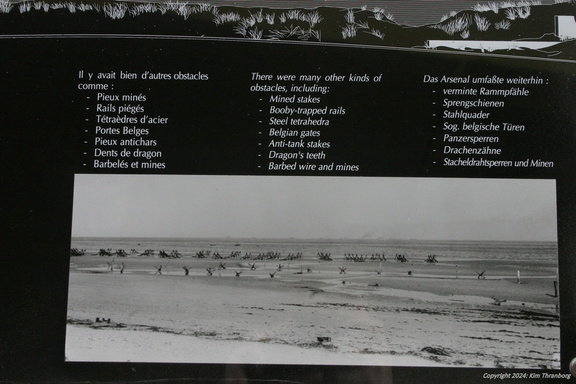 Il y avait bien d'autres obstacles
comme :
- Pieux minés
- Rails piégés
- Tétraèdres d'acier
- Portes Belges
- Pieux antichars
- Dents de dragon
- Barbelés et mines
There were many other kinds of
obstacles, including:
- Mined stakes
- Booby-trapped rails
- Steel tetrahedra
- Belgian gates
- Anti-tank stakes
- Dragon's teeth
- Barbed wire and mines
Das Arsenal umfaßte weiterhin :
- verminte Rammpfähle
- Sprengschienen
- Stahlquader
- Sog. belgische Türen
- Panzersperren
- Drachenzähne
- Stacheldrahtsperren und Minen
Copyright 2024: Kim Thranborg